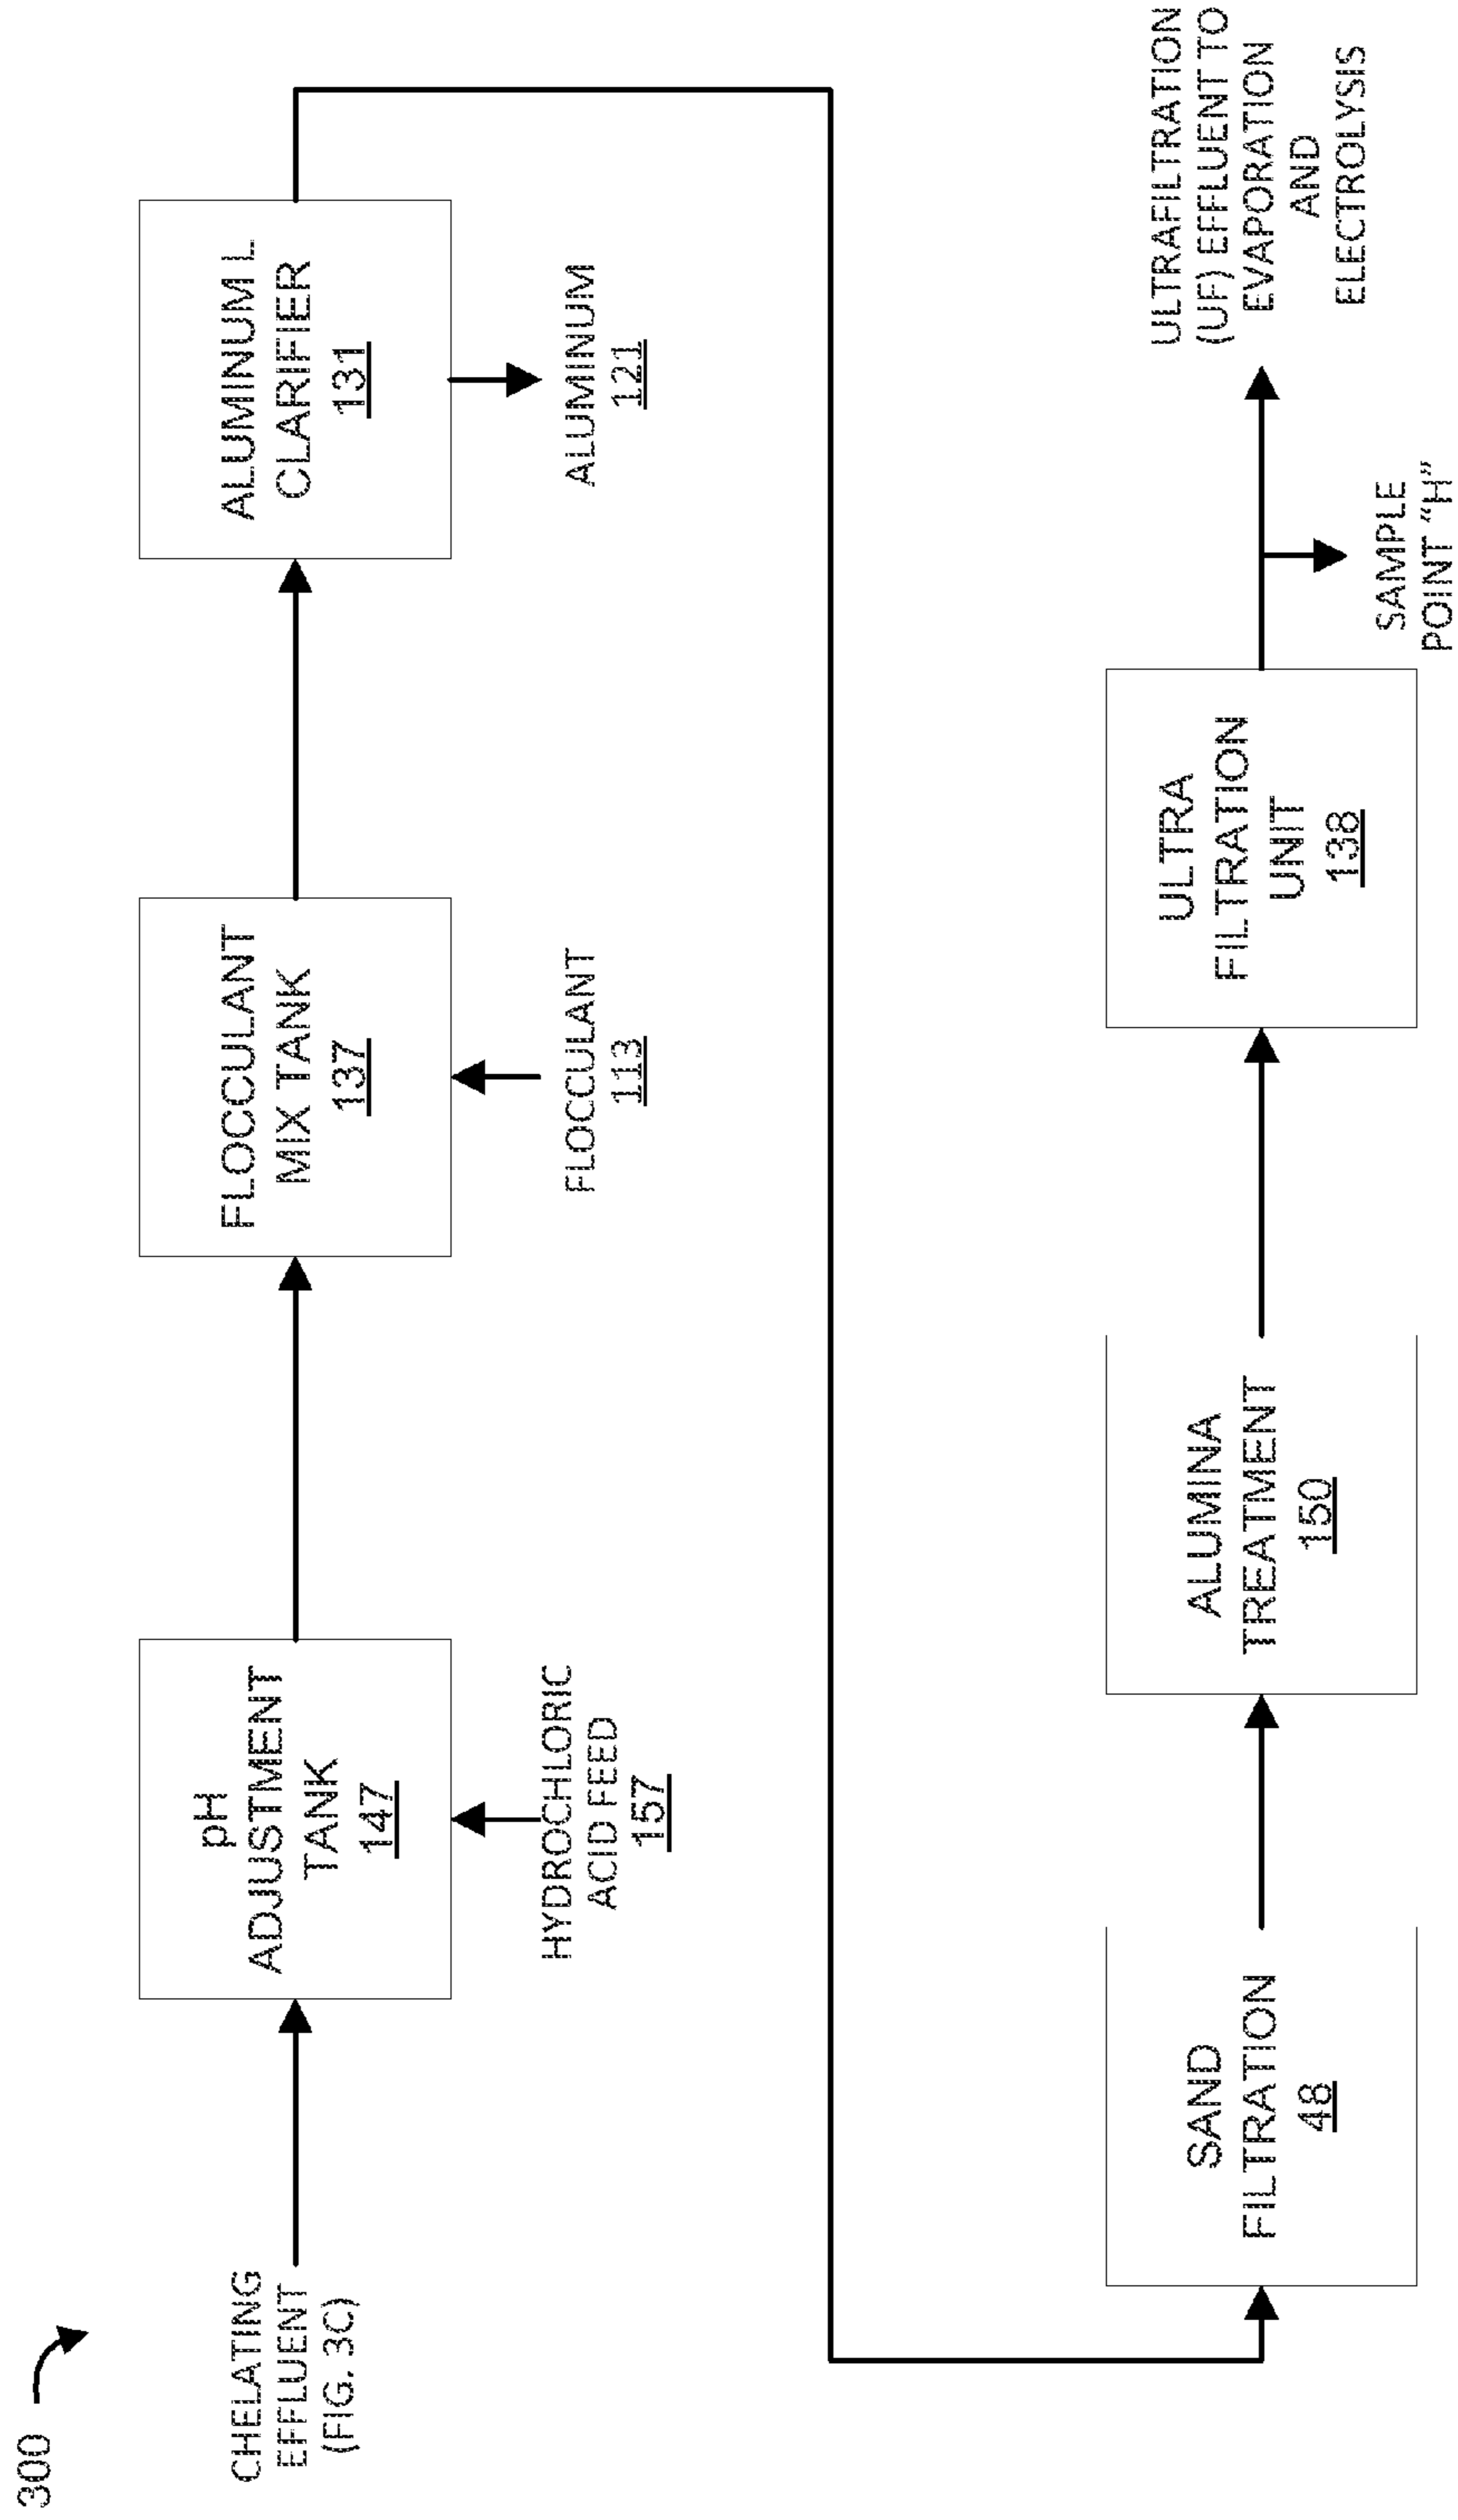 300
CHELATING
EFFLUENT
(FIG. 3C)
pH
ADJUSTMENT
TANK
147
HYDROCHLORIC
ACID FEED
157
FLOCCULANT
MIX TANK
137
FLOCCULANT
113
ALUMINUM L
CLARIFIER
131
ALUMINUM
121
SAND
FILTRATION
48
ALUMINA
TREATMENT
150
ULTRA
FILTRATION
UNIT
138
SAMPLE
POINT “H”
ULTRAFILTRATION
(UF) EFFLUENT TO
EVAPORATION
AND
ELECTROLYSIS